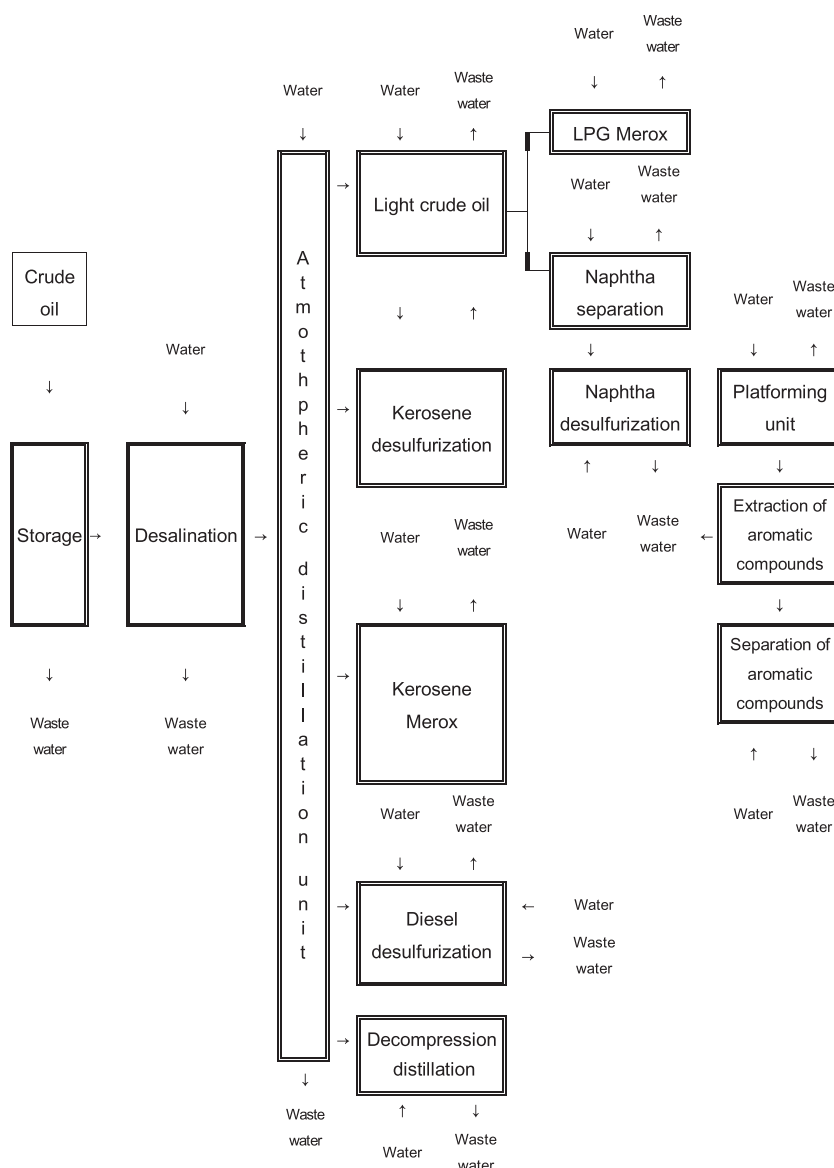 Water
Waste
water
Water
Waste
water
Water
LPG Merox
Water
Waste
water
Light crude oil
Crude
oil
Naphtha
separation
Water
Waste
water
Water
Atmothpheric distillation unit
Kerosene
desulfurization
Naphtha
desulfurization
Platforming
unit
Storage
Desalination
Water
Waste
water
Water
Waste
water
Extraction of
aromatic
compounds
Kerosene
Merox
Separation of
aromatic
compounds
Waste
water
Waste
water
Water
Waste
water
Water
Waste
water
Diesel
desulfurization
Water
Waste
water
Decompression
distillation
Waste
water
Water
Waste
water